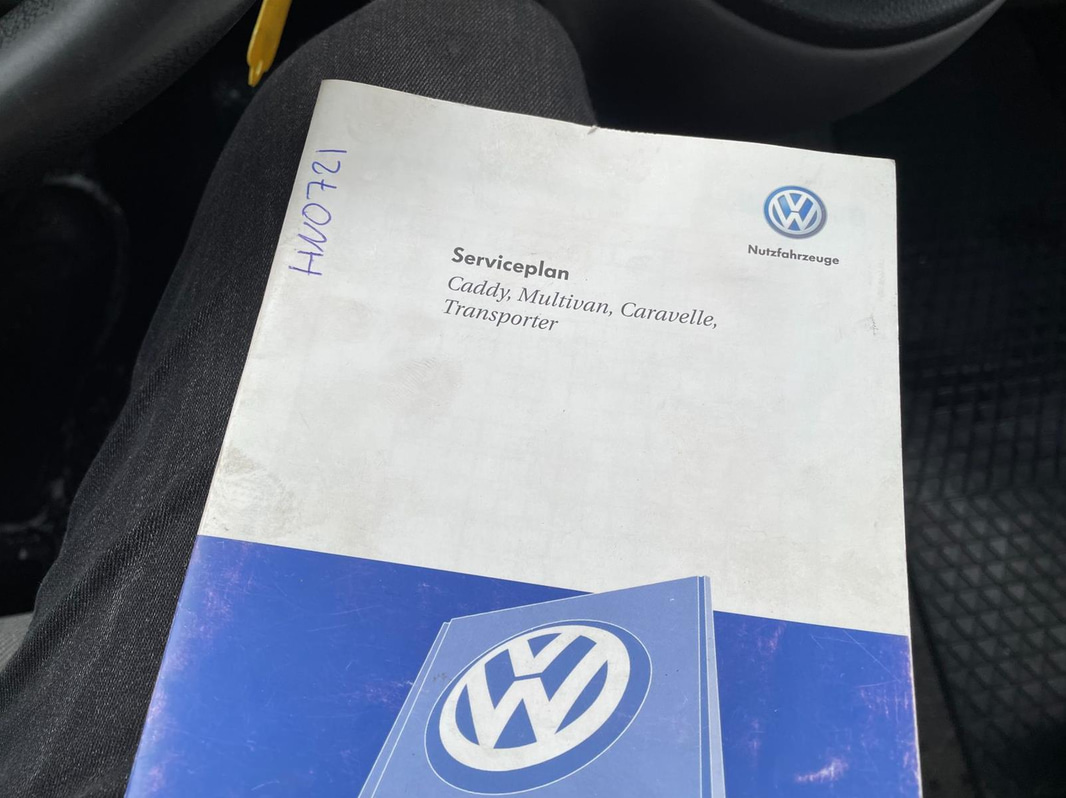 HN0721
Nutzfahrzeuge
Serviceplan
Caddy, Multivan, Caravelle,
Transporter